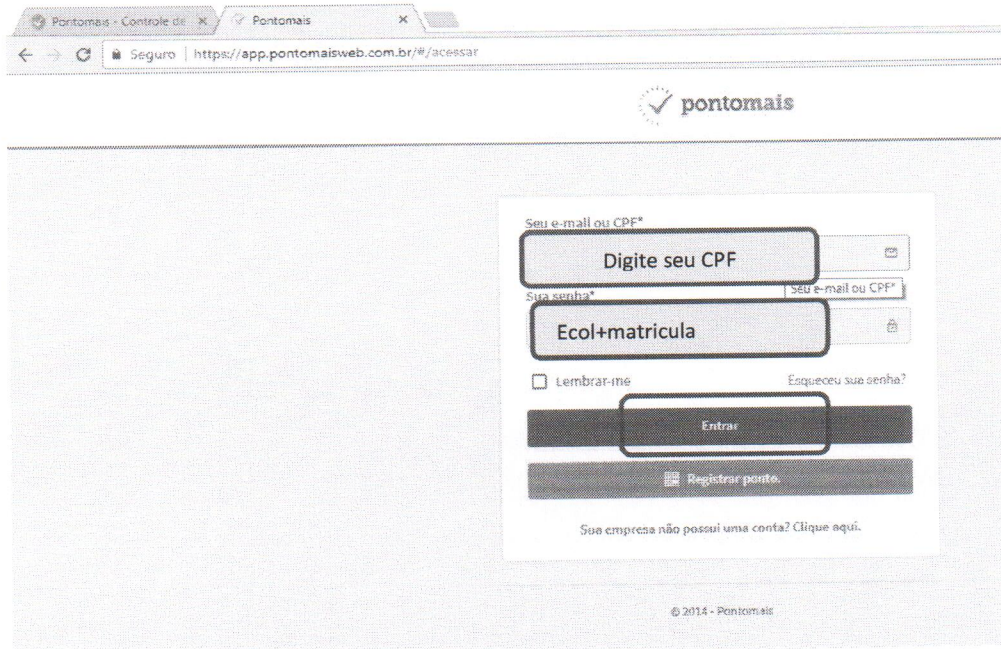 Pontomais - Controle de
Pontomais
Seguro | https://app.pontomaisweb.com.br/#/acessar
pontomais
Seu e-mail ou CPF*
Digite seu CPF
Seu e-mail ou CPF*
Sua senha*
Ecol+matricula
Lembrar-me
Esqueceu sua senha?
Entrar
Registrar ponto.
Sua empresa não possui uma conta? Clique aqui.
© 2014 - Pontomais